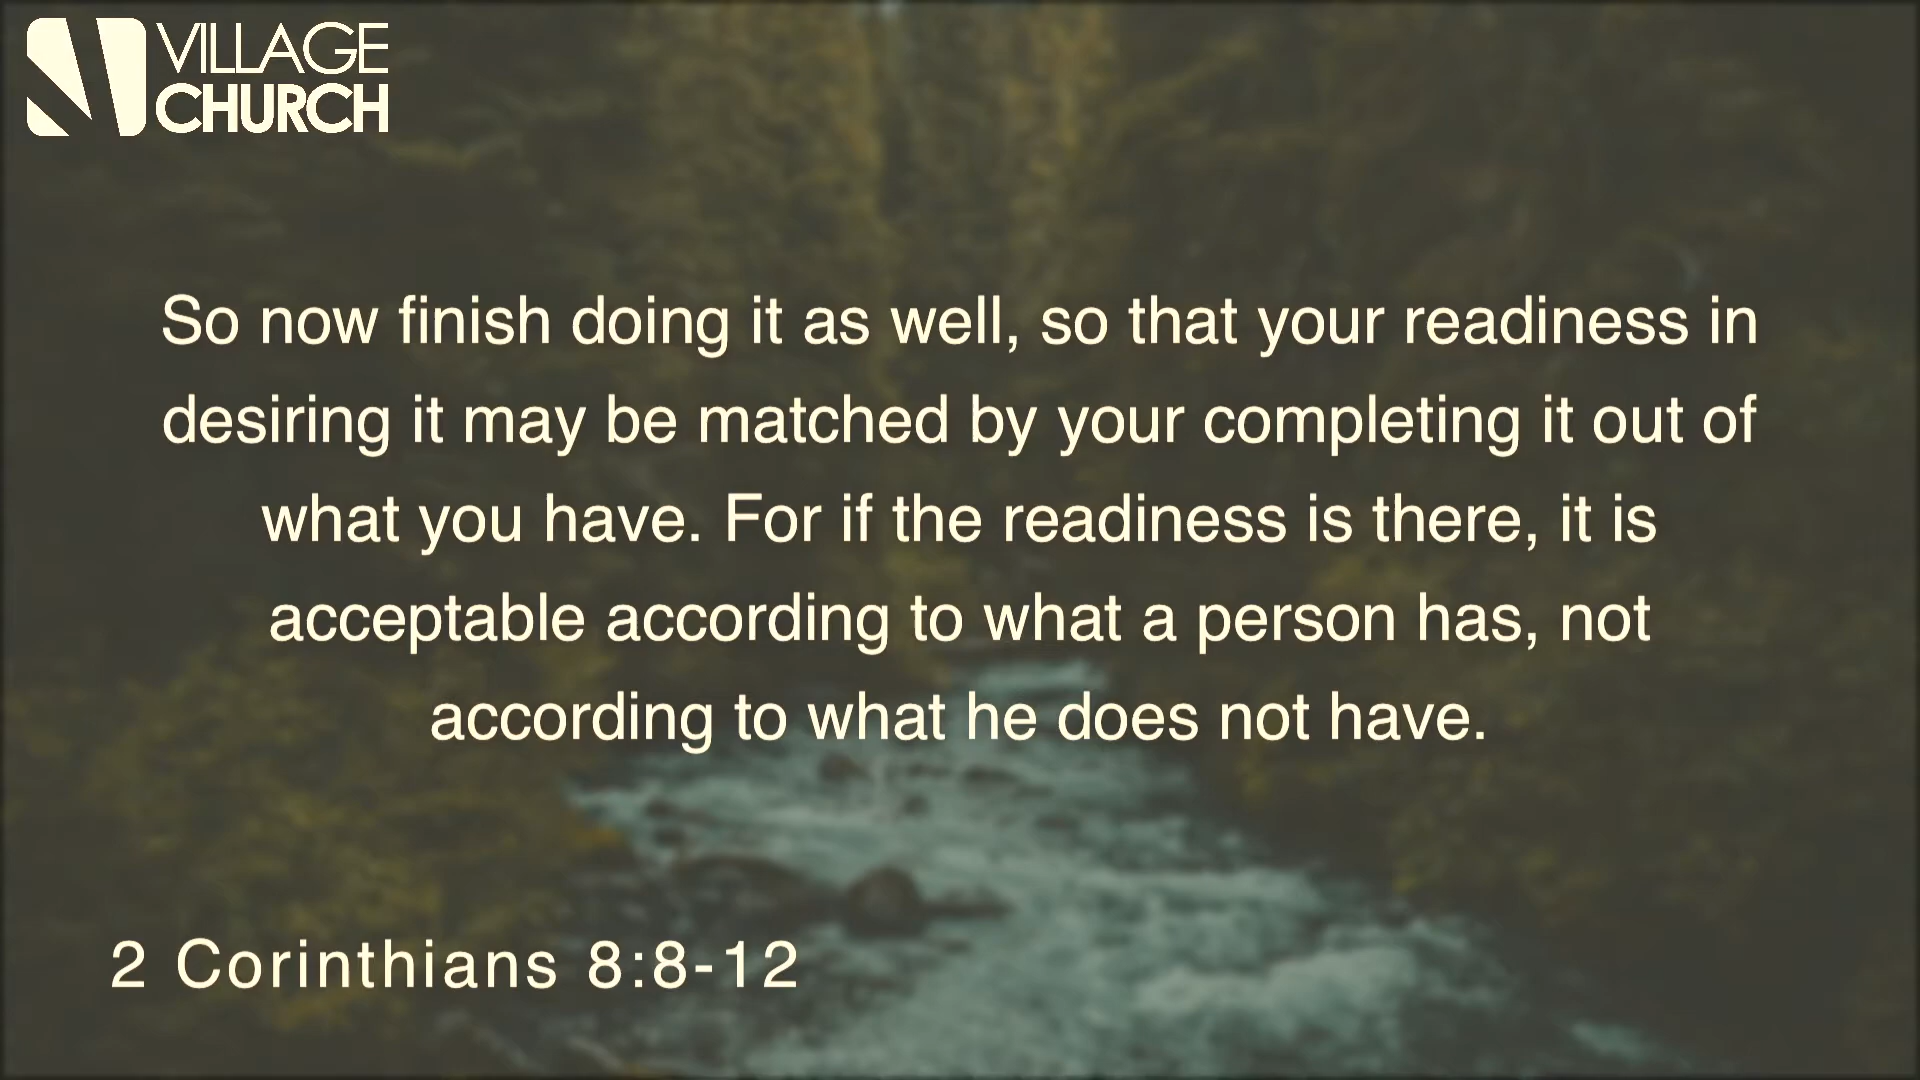 VILLAGE
CHURCH
So now finish doing it as well, so that your readiness in
desiring it may be matched by your completing it out of
what you have. For if the readiness is there, it is
acceptable according to what a person has, not
according to what he does not have.
2 Corinthians 8:8-12